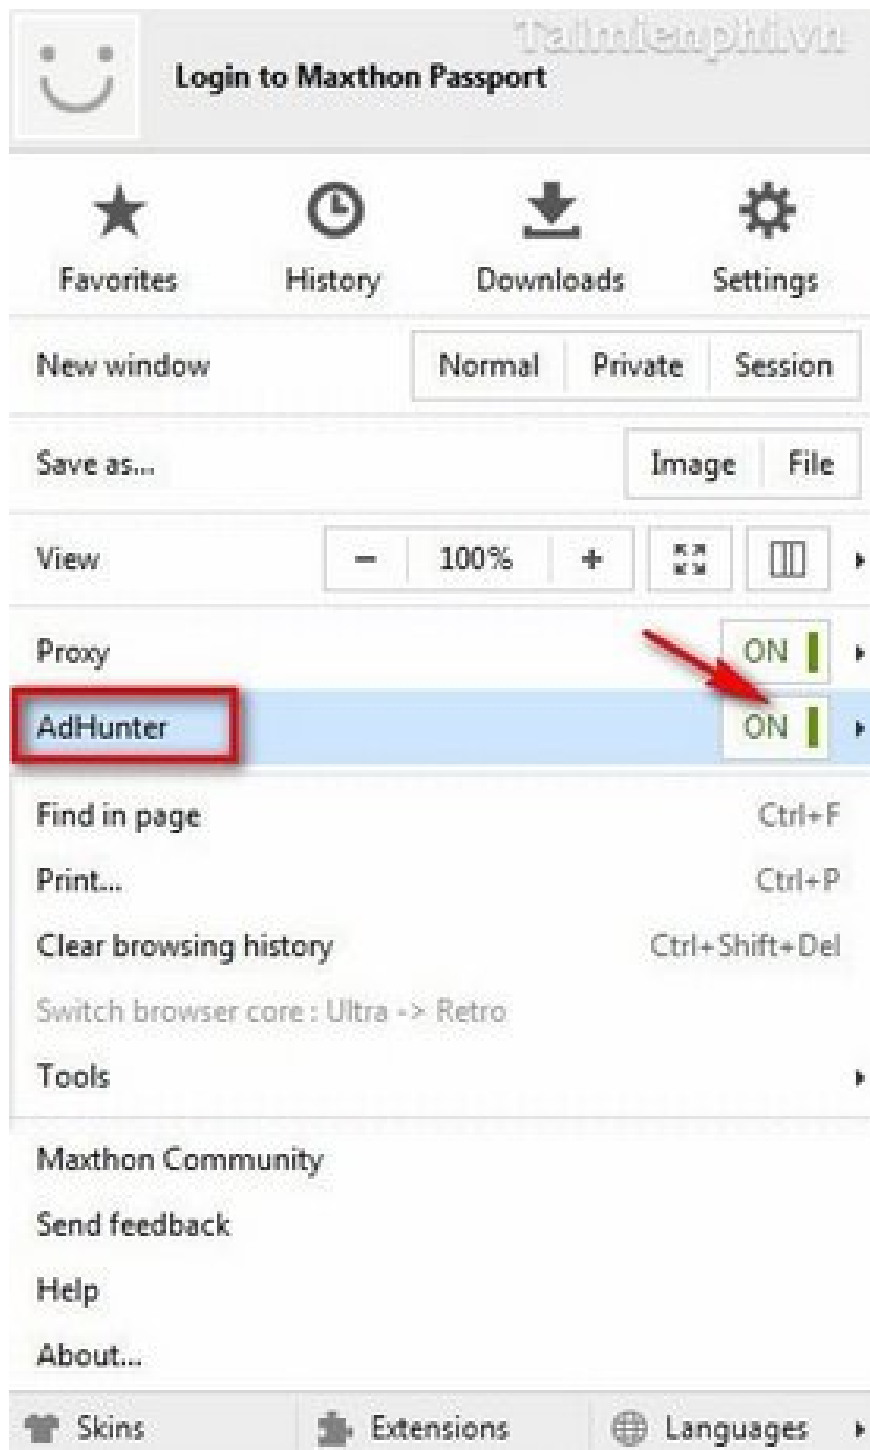 Taimienphi.vn
Login to Maxthon Passport
Favorites History Downloads Settings
New window Normal Private Session
Save as... Image File
View - 100% +
Proxy ON
AdHunter ON
Find in page Ctrl+F
Print... Ctrl+P
Clear browsing history Ctrl+Shift+Del
Switch browser core : Ultra -> Retro
Tools
Maxthon Community
Send feedback
Help
About...
Skins Extensions Languages